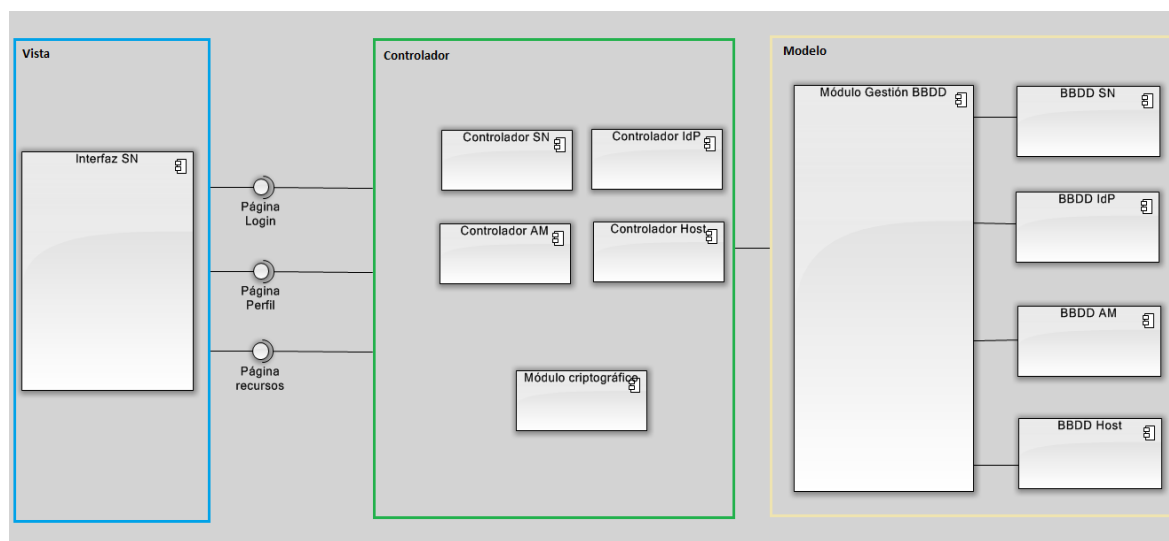 Vista
Interfaz SN
Página
Login
Página
Perfil
Página
recursos
Controlador
Controlador SN
Controlador IdP
Controlador AM
Controlador Host
Módulo criptográfico
Modelo
Módulo Gestión BBDD
BBDD SN
BBDD IdP
BBDD AM
BBDD Host